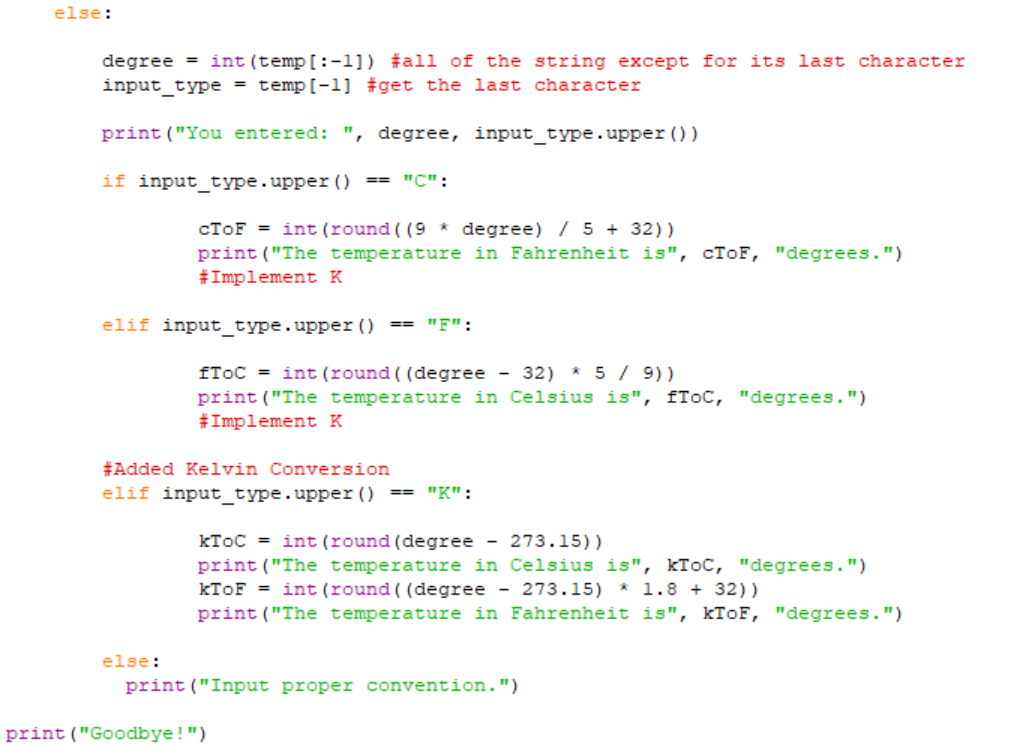 else:
degree = int(temp[:-1]) #all of the string except for its last character
input_type = temp[-1] #get the last character
print("You entered: ", degree, input_type.upper())
if input_type.upper() == "C":
cToF = int(round((9 * degree) / 5 + 32))
print("The temperature in Fahrenheit is", cToF, "degrees.")
#Implement K
elif input_type.upper() == "F":
fToC = int(round((degree - 32) * 5 / 9))
print("The temperature in Celsius is", fToC, "degrees.")
#Implement K
#Added Kelvin Conversion
elif input_type.upper() == "K":
kToC = int(round(degree - 273.15))
print("The temperature in Celsius is", kToC, "degrees.")
kToF = int(round((degree - 273.15) * 1.8 + 32))
print("The temperature in Fahrenheit is", kToF, "degrees.")
else:
print("Input proper convention.")
print("Goodbye!")